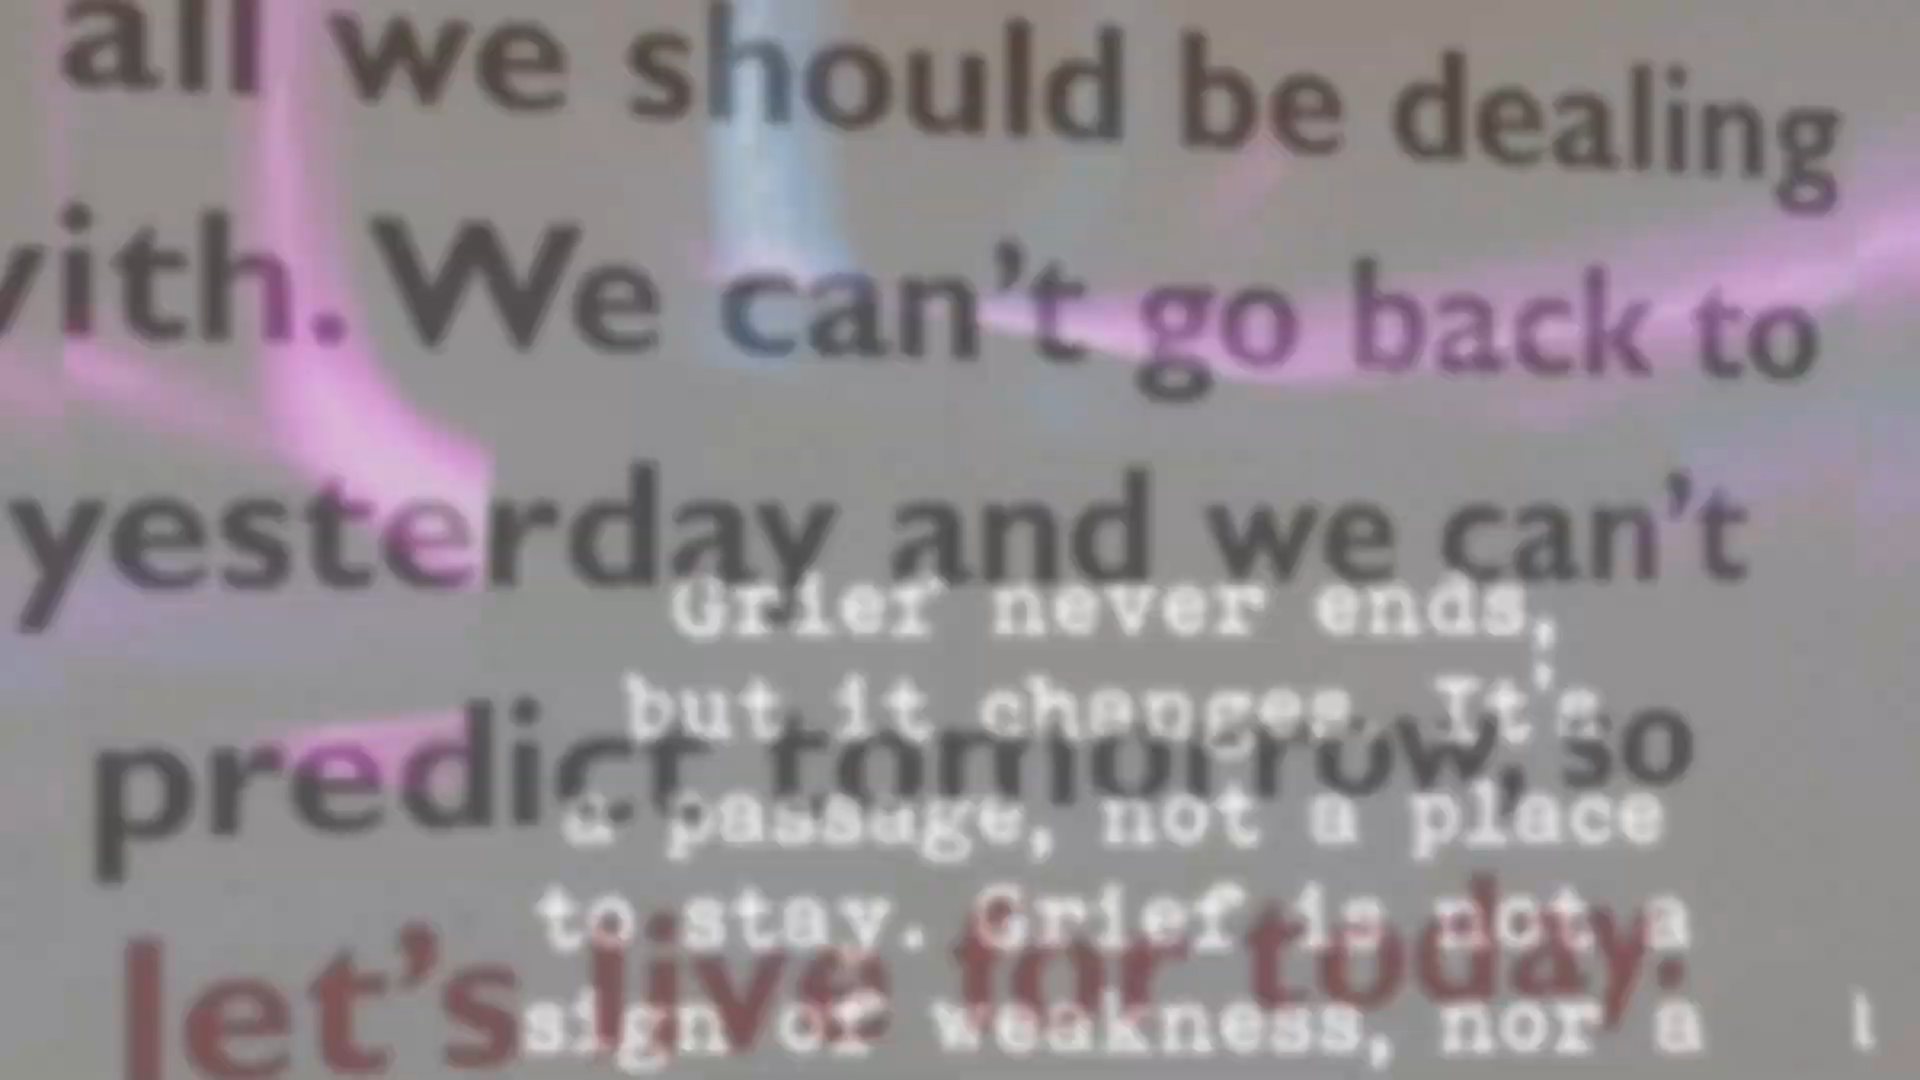 all we should be dealing
with. We can't go back to
yesterday and we can't
predict tomorrow, so
let's live for today.
Grief never ends,
but it changes. It's
a passage, not a place
to stay. Grief is not a
sign of weakness, nor a